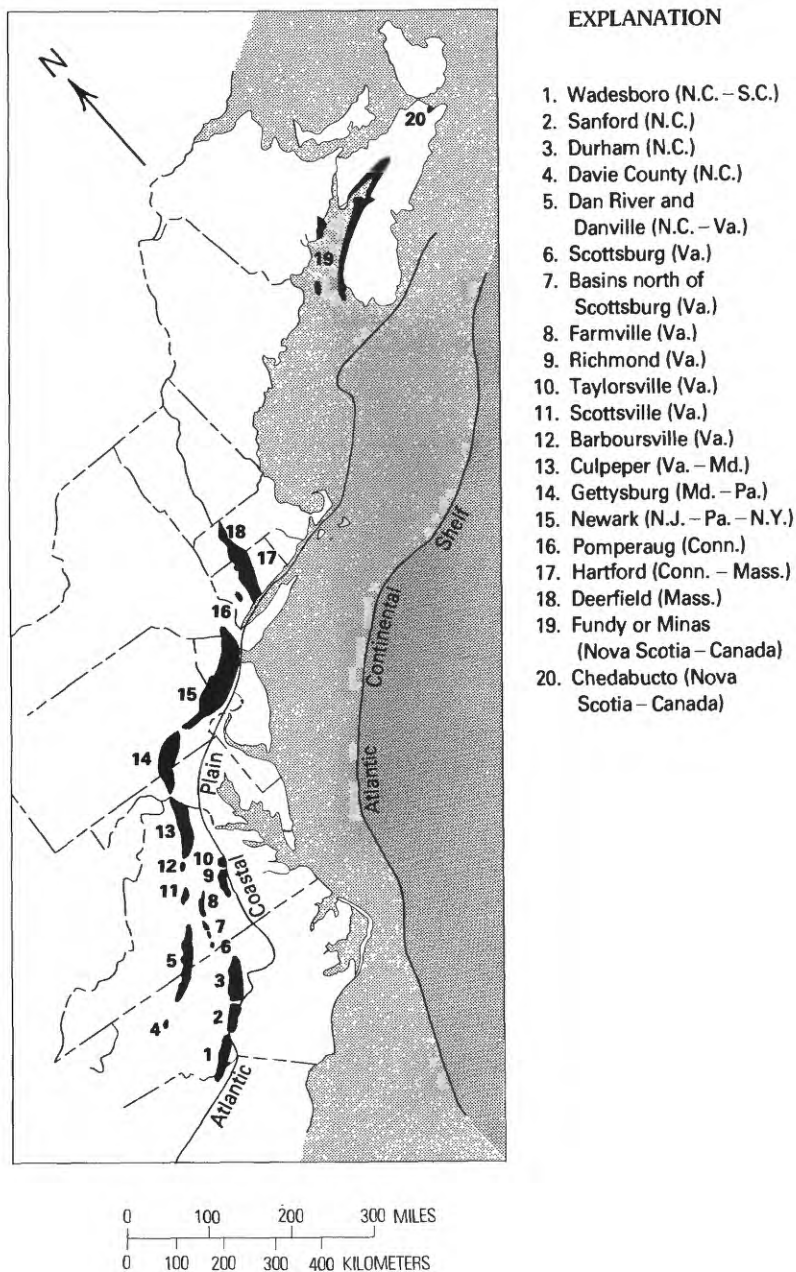 EXPLANATION
1. Wadesboro (N.C. – S.C.)
2. Sanford (N.C.)
3. Durham (N.C.)
4. Davie County (N.C.)
5. Dan River and
Danville (N.C. – Va.)
6. Scottsburg (Va.)
7. Basins north of
Scottsburg (Va.)
8. Farmville (Va.)
9. Richmond (Va.)
10. Taylorsville (Va.)
11. Scottsville (Va.)
12. Barboursville (Va.)
13. Culpeper (Va. – Md.)
14. Gettysburg (Md. – Pa.)
15. Newark (N.J. – Pa. – N.Y.)
16. Pomperaug (Conn.)
17. Hartford (Conn. – Mass.)
18. Deerfield (Mass.)
19. Fundy or Minas
(Nova Scotia – Canada)
20. Chedabucto (Nova
Scotia – Canada)
N
20
19
18
17
16
15
14
13
12
11
10
9
8
7
6
5
4
3
2
1
Atlantic Coastal Plain
Atlantic Continental Shelf
0 100 200 300 MILES
0 100 200 300 400 KILOMETERS